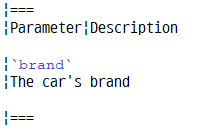 ¦===
¦Parameter¦Description

¦`brand`
¦The car's brand

¦===